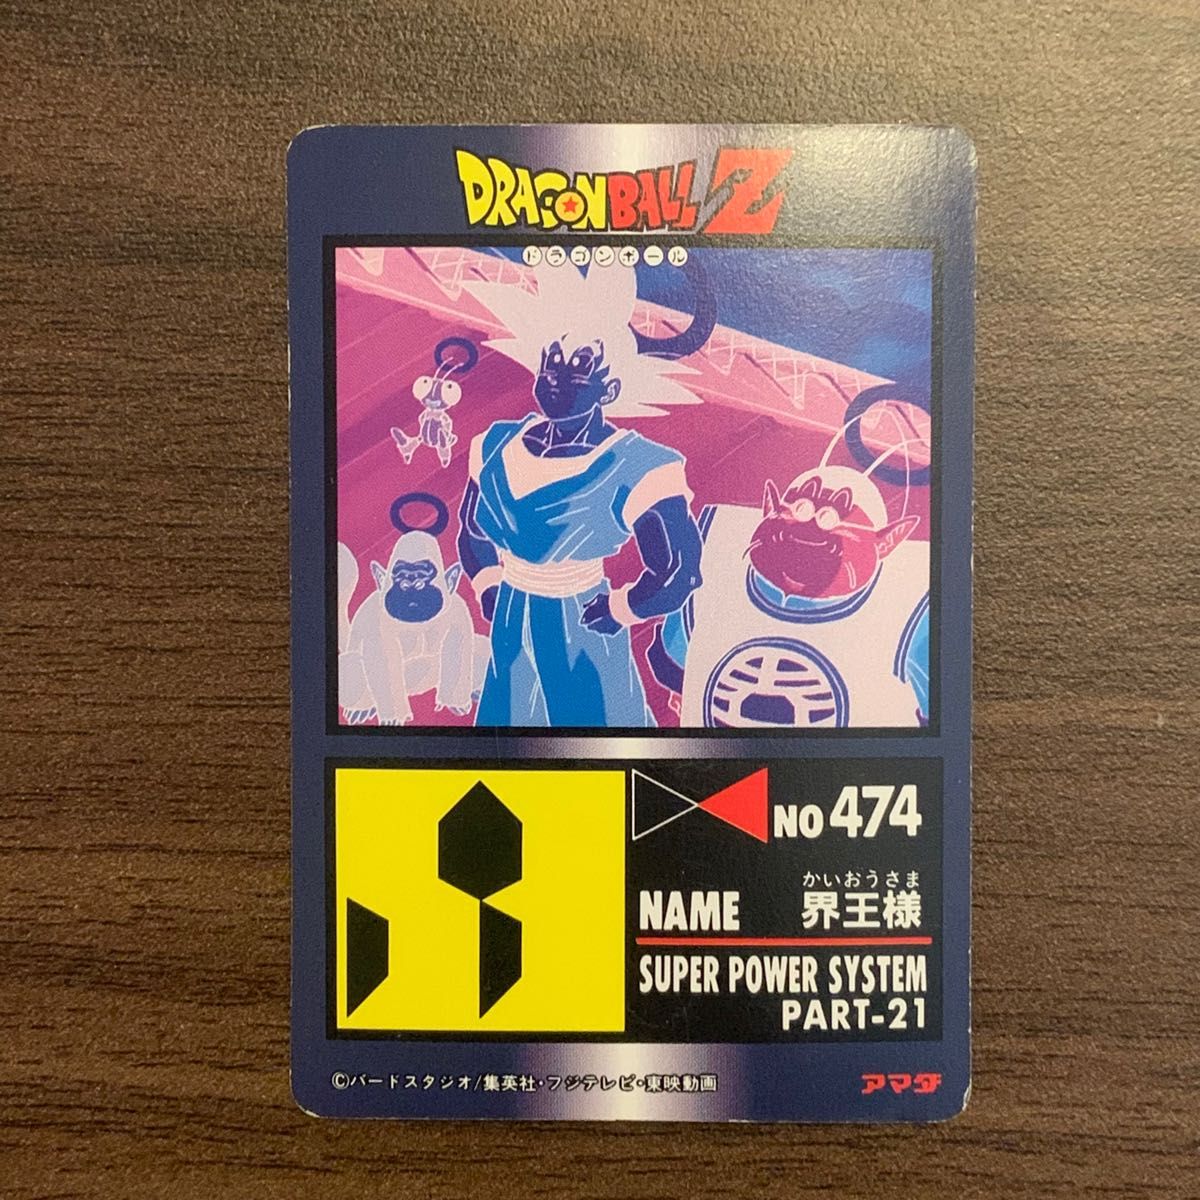 DRAGON BALL Z
ドラゴンボール
NO 474
かいおうさま
NAME 界王様
SUPER POWER SYSTEM
PART-21
©バードスタジオ/集英社・フジテレビ・東映動画
アマダ